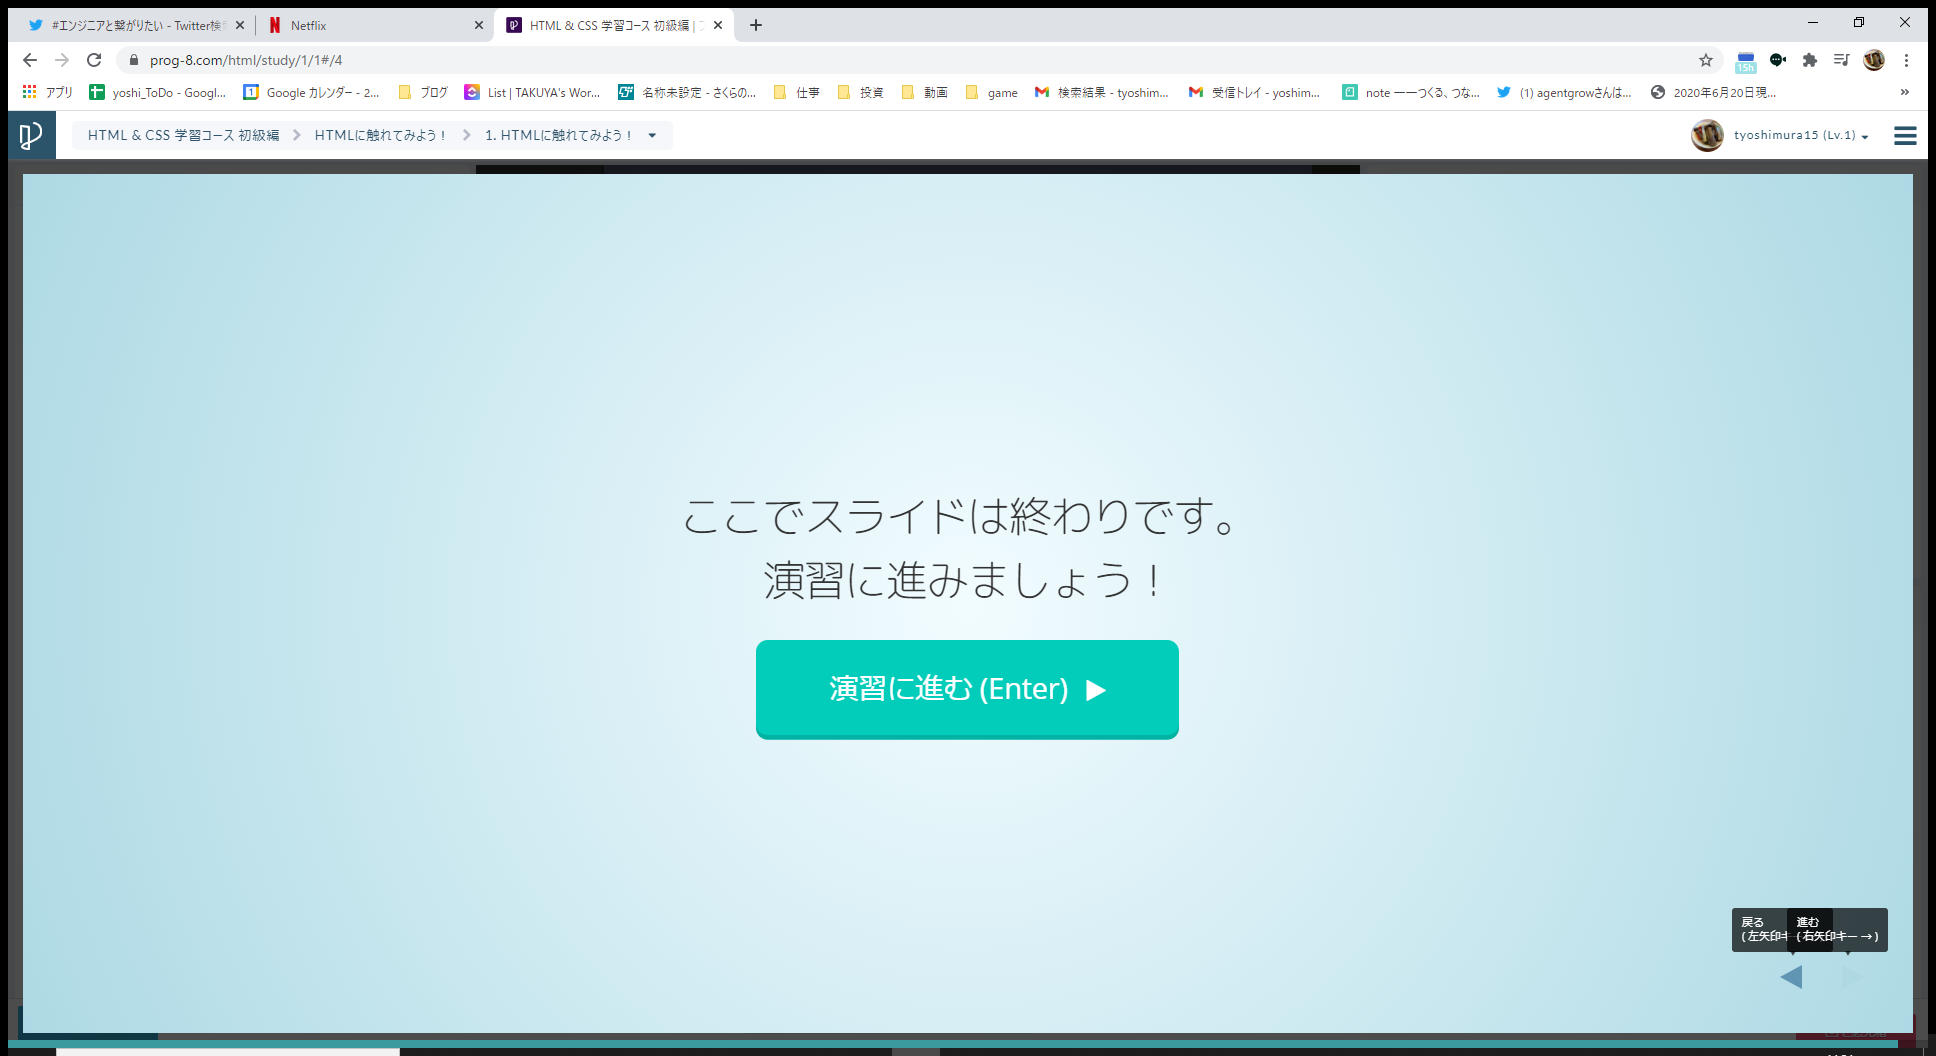 #エンジニアと繋がりたい - Twitter検
Netflix
HTML & CSS 学習コース 初級編 |
prog-8.com/html/study/1/1#/4
15h
アプリ
yoshi_ToDo - Googl...
Google カレンダー - 2...
ブログ
List | TAKUYA's Wor...
名称未設定 - さくらの...
仕事
投資
動画
game
検索結果 - tyoshim...
受信トレイ - yoshim...
note ――つくる、つな...
(1) agentgrowさんは...
2020年6月20日現...
HTML & CSS 学習コース 初級編
HTMLに触れてみよう！
1. HTMLに触れてみよう！
tyoshimura15 (Lv.1)
ここでスライドは終わりです。
演習に進みましょう！
演習に進む (Enter) ▶
戻る
(左矢印キ
進む
(右矢印キー →)